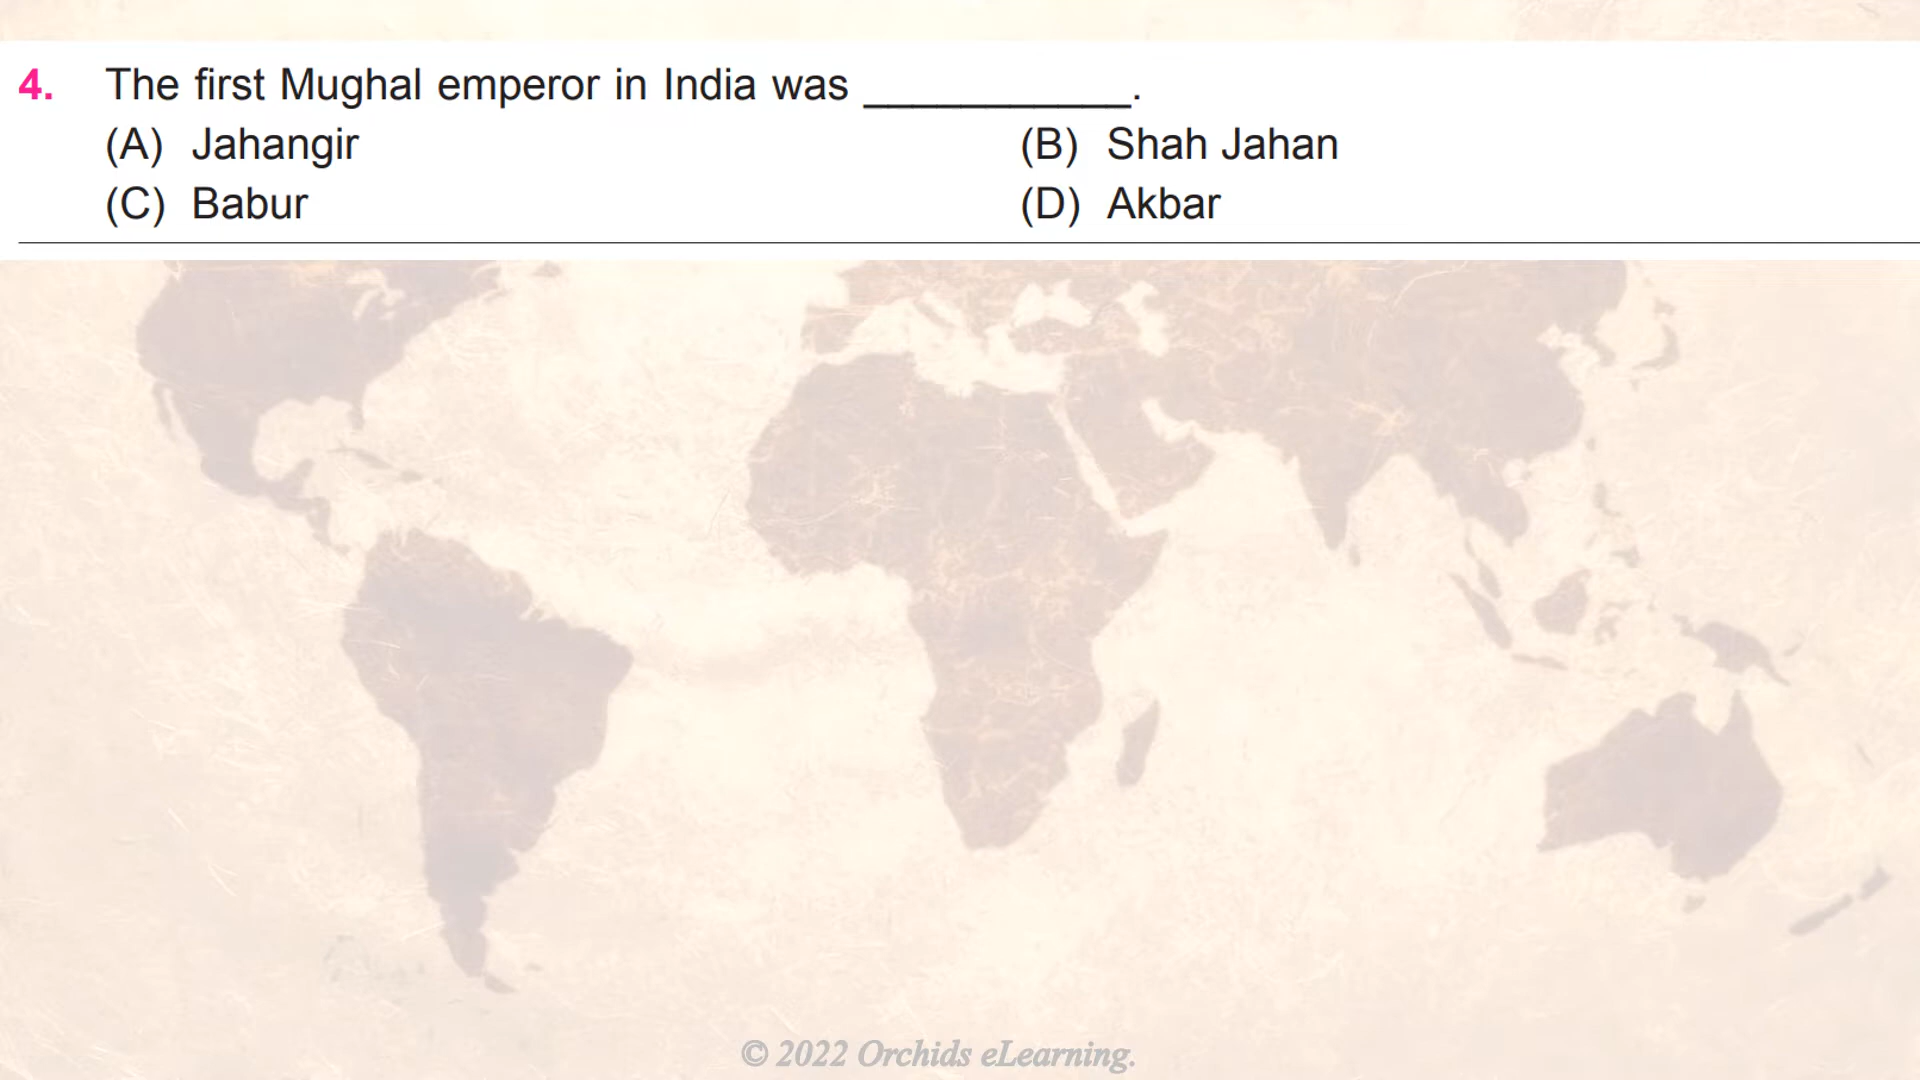 4. The first Mughal emperor in India was ___________.
(A) Jahangir (B) Shah Jahan
(C) Babur (D) Akbar
© 2022 Orchids eLearning.